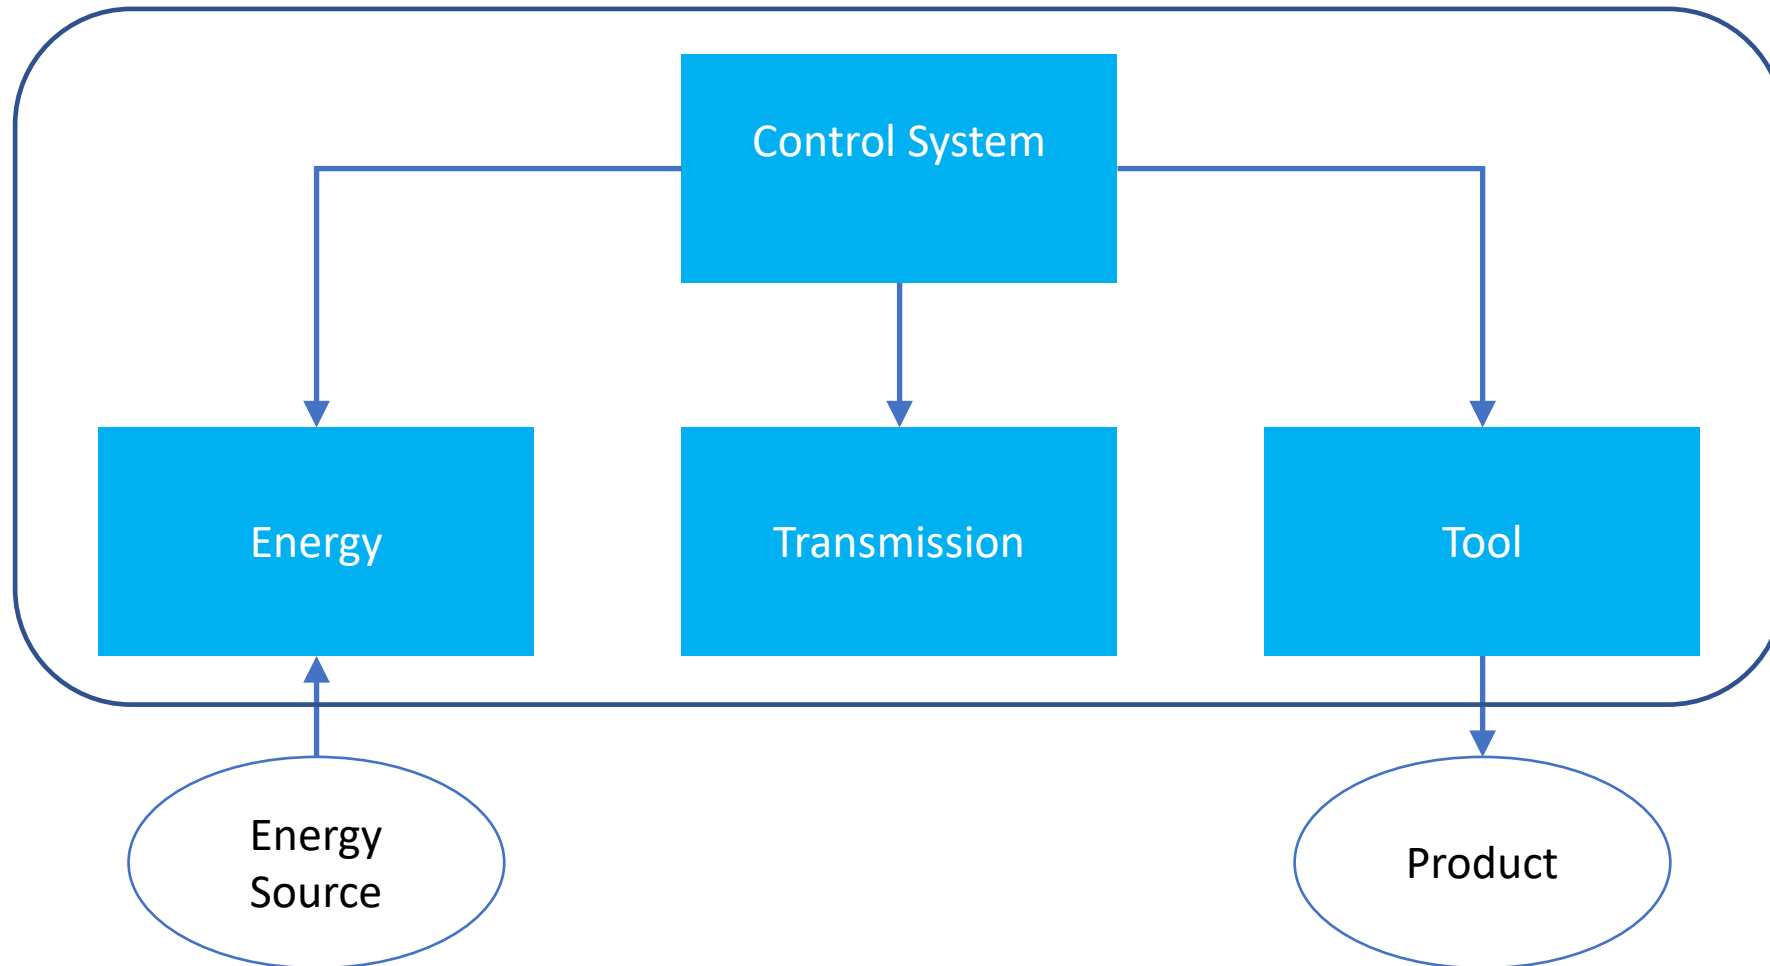 Control System
Energy
Transmission
Tool
Energy
Source
Product